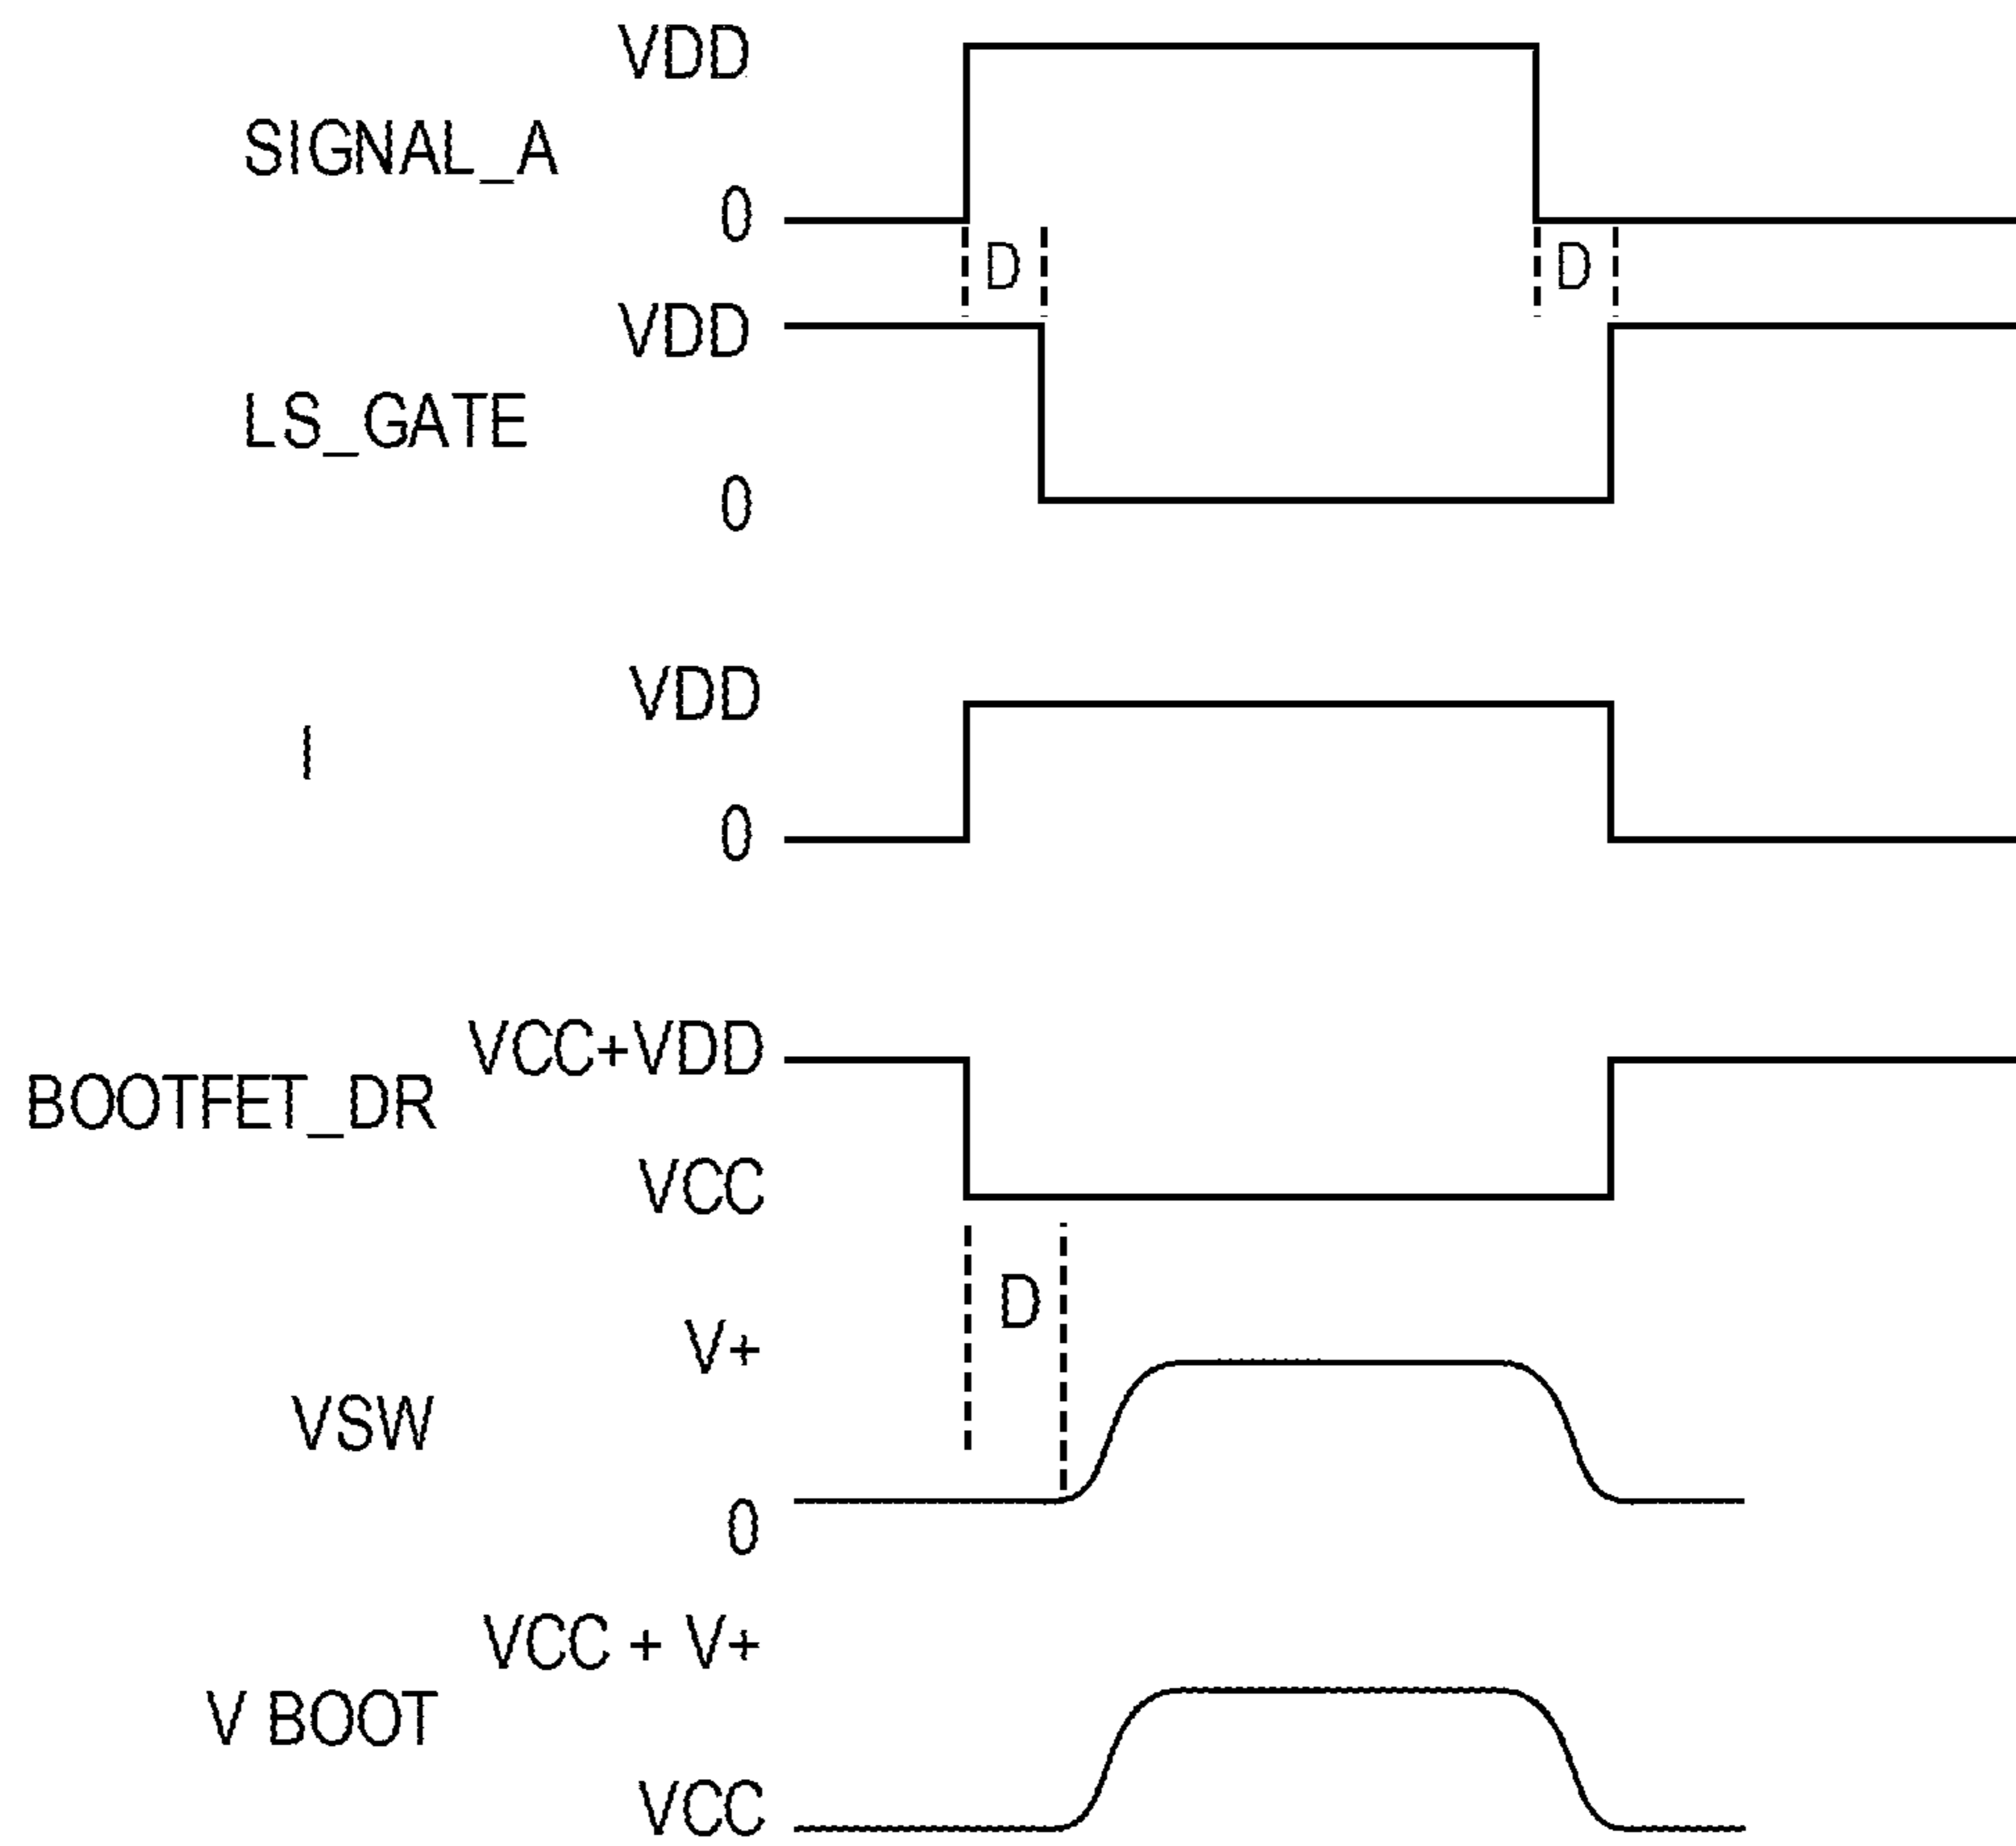 VDD
SIGNAL_A
0
D D
VDD
LS_GATE
0
VDD
I
0
VCC+VDD
BOOTFET_DR
VCC
D
V+
VSW
0
VCC + V+
V BOOT
VCC